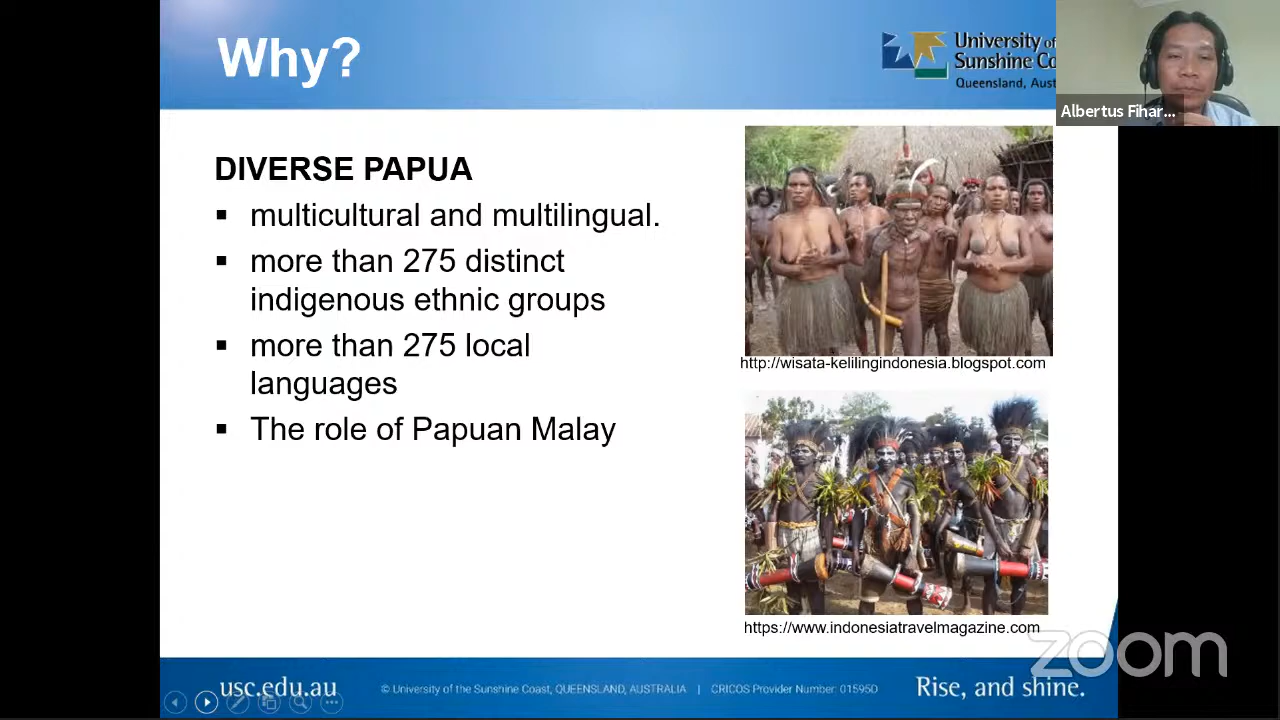 Why?
University of
Sunshine Co
Queensland, Aust
Albertus Fihar...
DIVERSE PAPUA
▪ multicultural and multilingual.
▪ more than 275 distinct
indigenous ethnic groups
▪ more than 275 local
languages
▪ The role of Papuan Malay
http://wisata-kelilingindonesia.blogspot.com
https://www.indonesiatravelmagazine.com
zoom
usc.edu.au
© University of the Sunshine Coast, QUEENSLAND, AUSTRALIA | CRICOS Provider Number: 01595D
Rise, and shine.